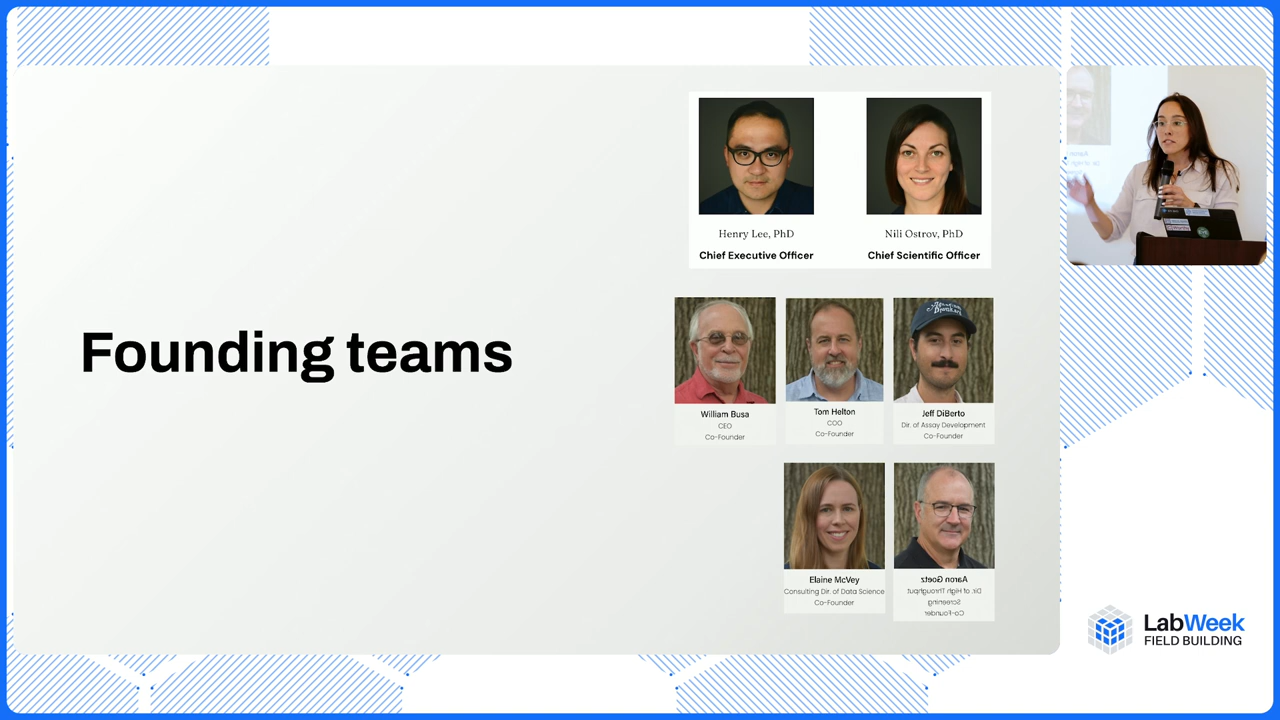 Founding teams
Henry Lee, PhD
Chief Executive Officer
Nili Ostrov, PhD
Chief Scientific Officer
William Busa
CEO
Co-Founder
Tom Helton
COO
Co-Founder
Jeff DiBerto
Dir. of Assay Development
Co-Founder
Elaine McVey
Consulting Dir. of Data Science
Co-Founder
Aaron Goetz
Dir. of High Throughput
Screening
Co-Founder
LabWeek
FIELD BUILDING